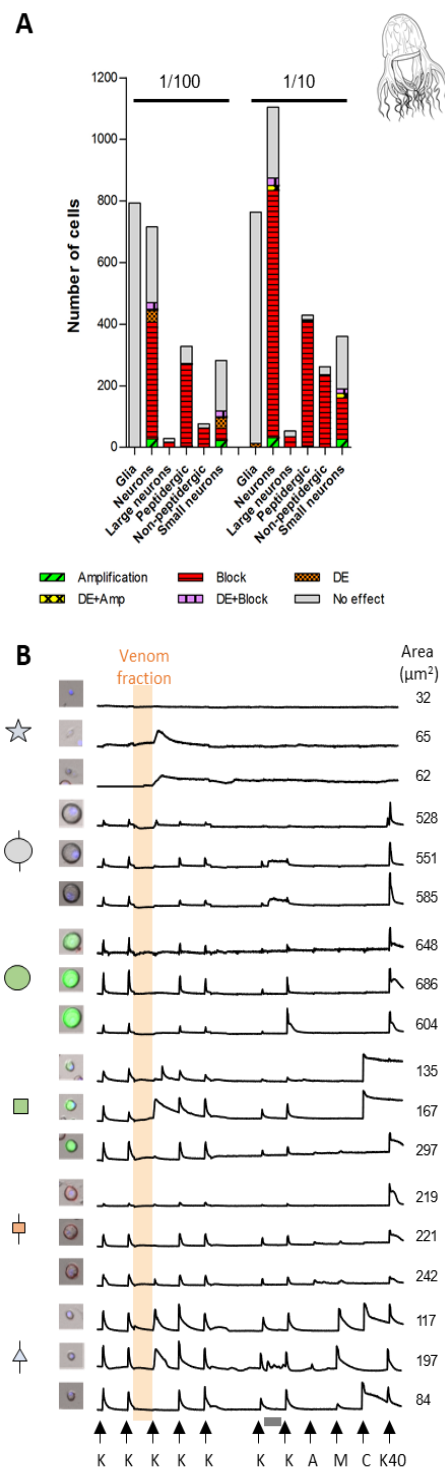 A
1/100
1/10
Number of cells
1200
1000
800
600
400
200
0
Glia
Neurons
Large neurons
Peptidergic
Non-peptidergic
Small neurons
Glia
Neurons
Large neurons
Peptidergic
Non-peptidergic
Small neurons
Amplification
Block
DE
DE+Amp
DE+Block
No effect
B
Venom
fraction
Area
(µm²)
32
65
62
528
551
585
648
686
604
135
167
297
219
221
242
117
197
84
K K K K K K K A M C K40